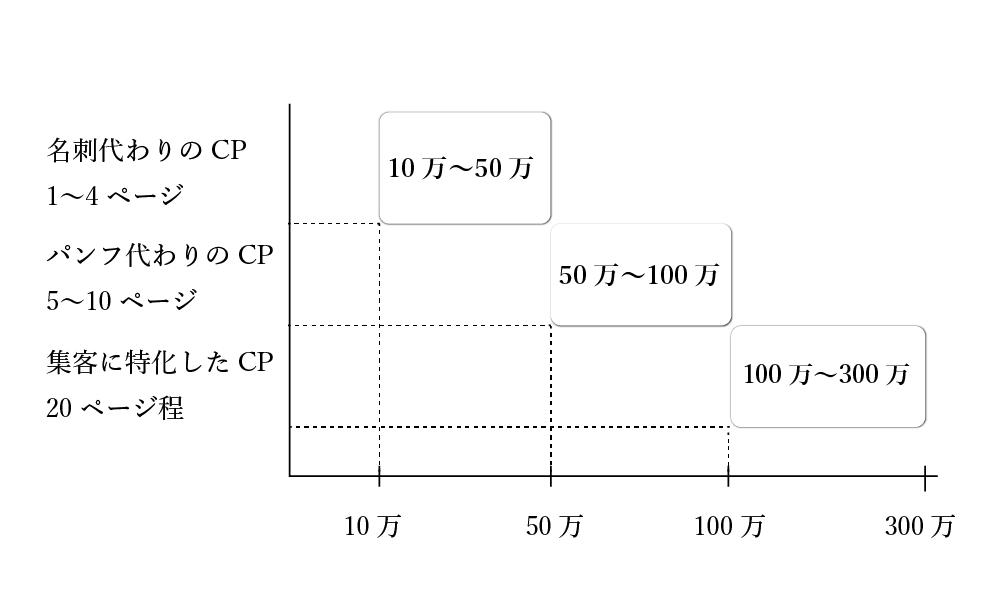 名刺代わりの CP
1〜4 ページ
10 万〜50 万
パンフ代わりの CP
5〜10 ページ
50 万〜100 万
集客に特化した CP
20 ページ程
100 万〜300 万
10 万
50 万
100 万
300 万